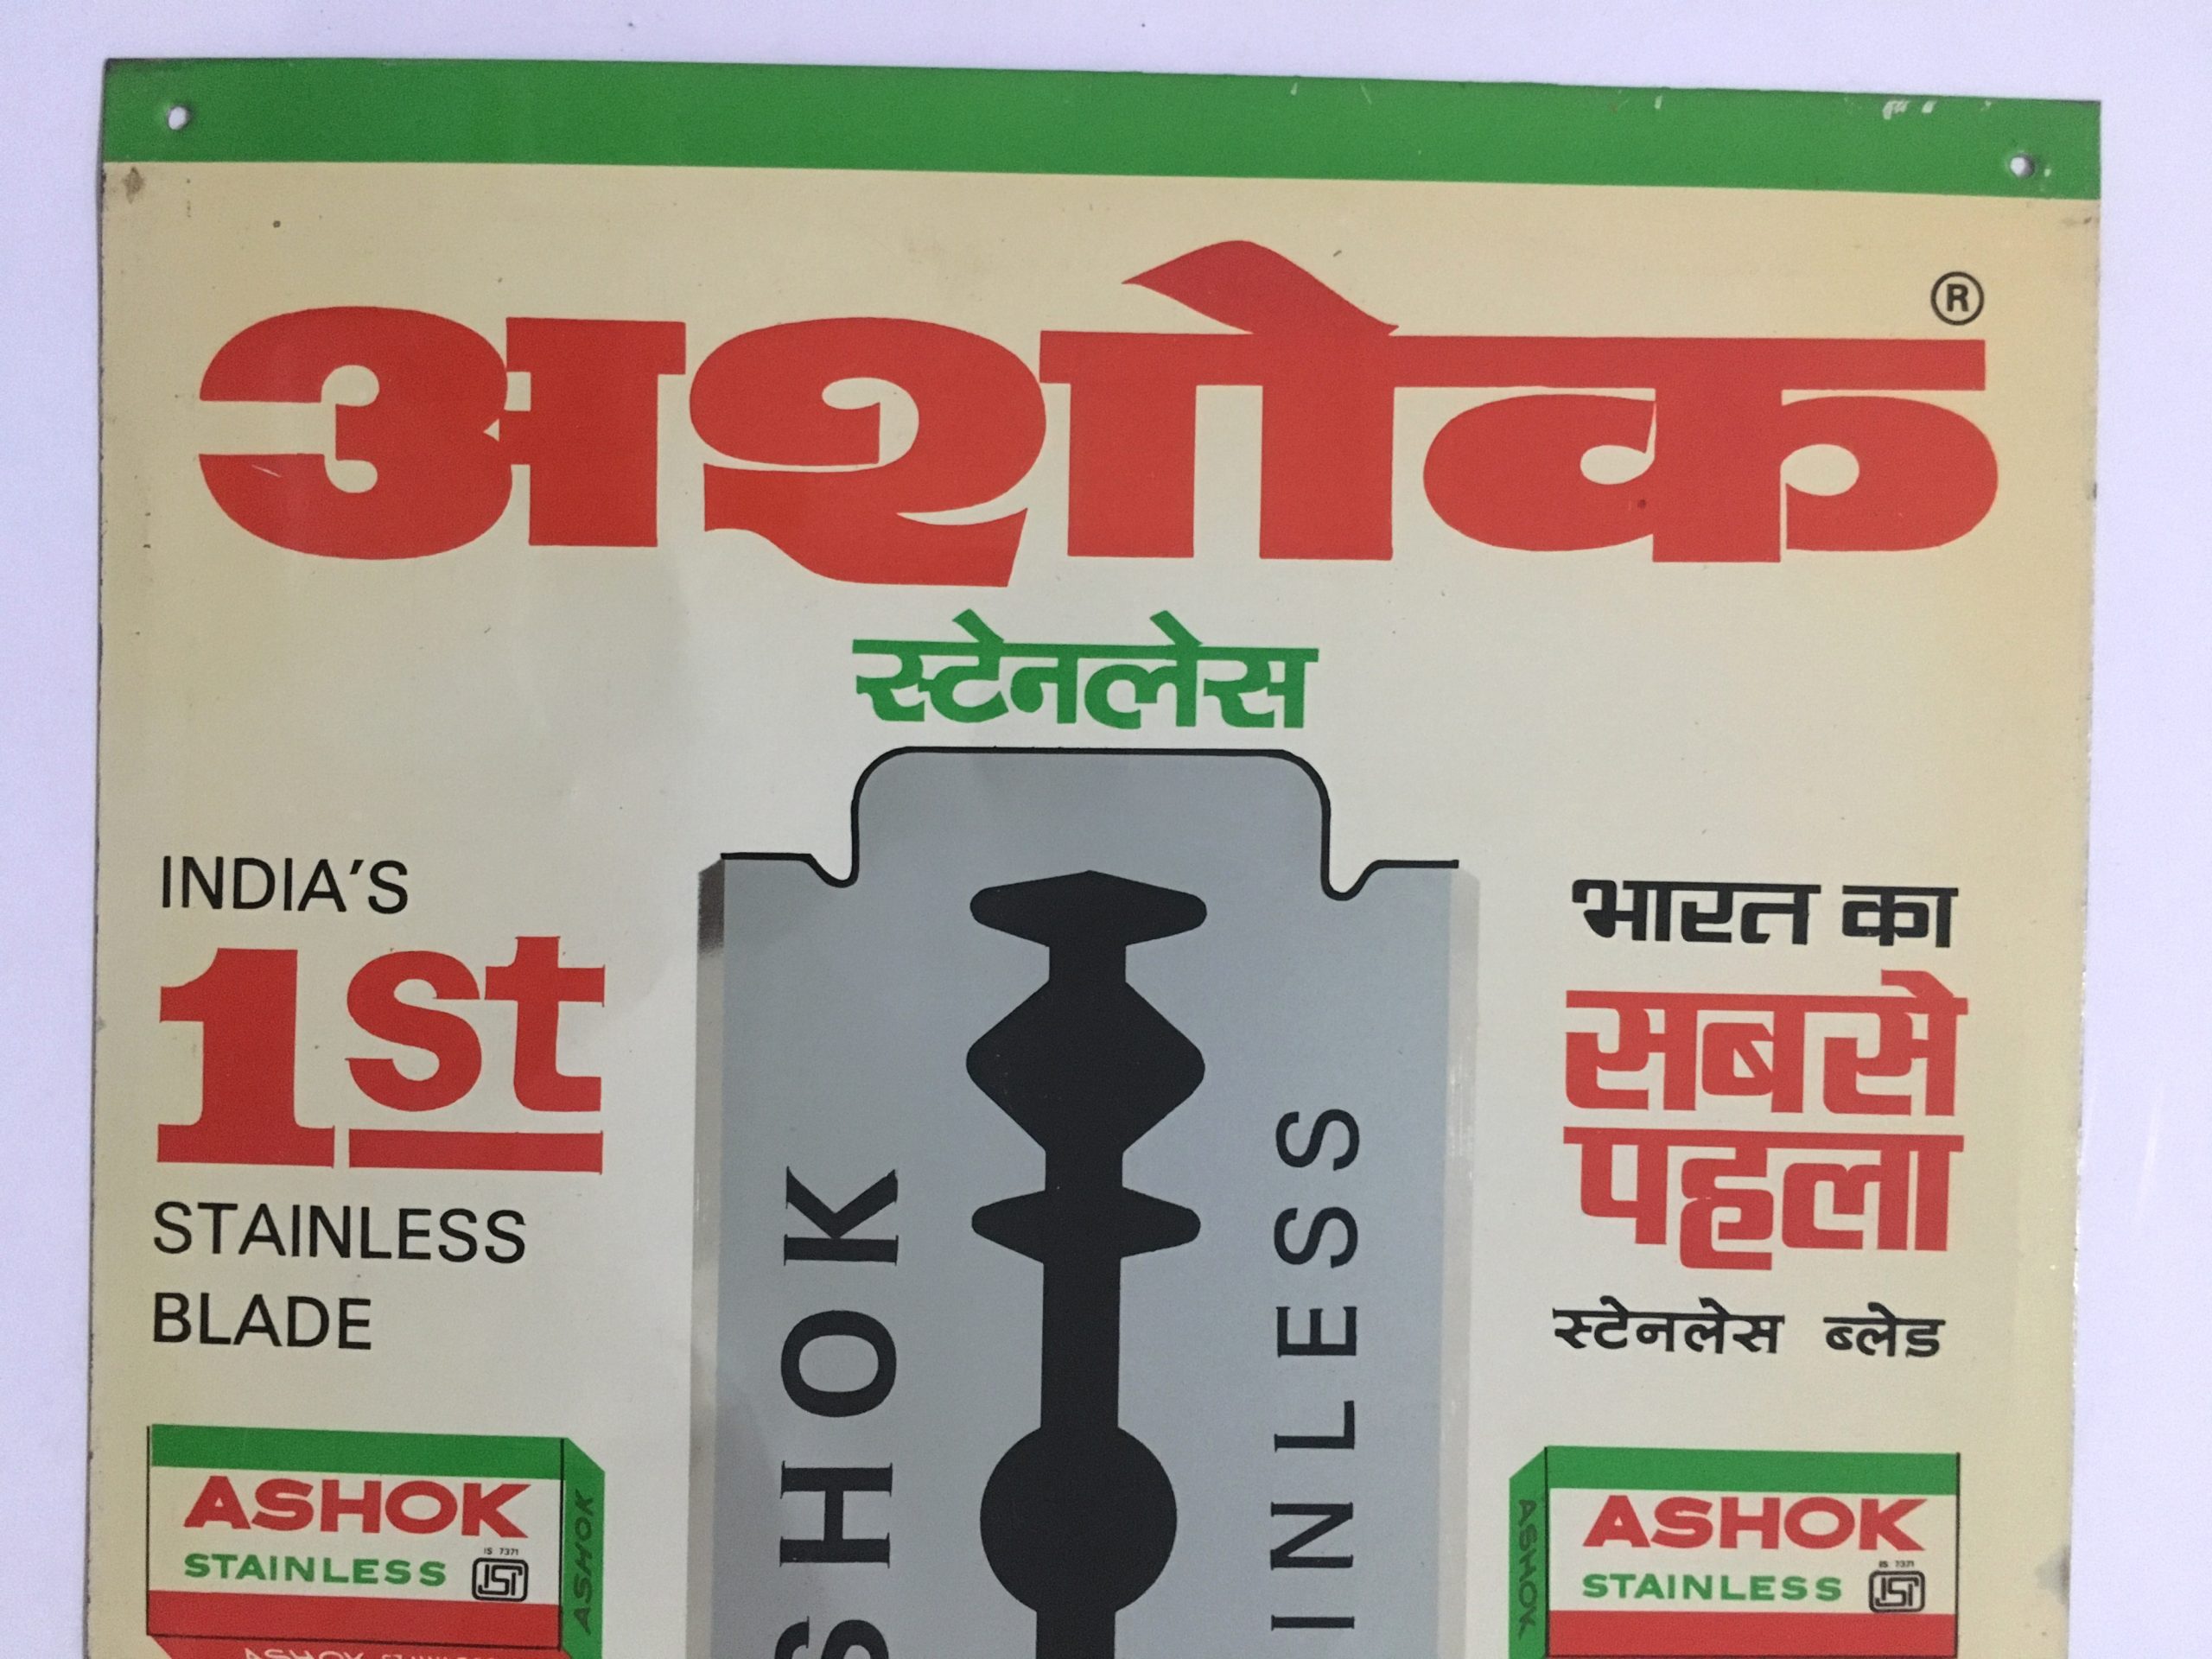 अशोक ®
स्टेनलेस
INDIA'S
1st
STAINLESS
BLADE
भारत का
सबसे
पहला
स्टेनलेस ब्लेड
SHOK
INLESS
ASHOK
STAINLESS
IS 7371
ISI
ASHOK
ASHOK
ASHOK
ASHOK
STAINLESS
IS 7371
ISI